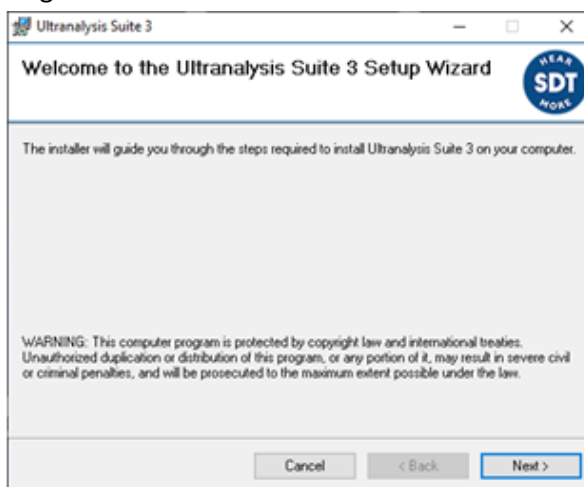 Ultranalysis Suite 3
Welcome to the Ultranalysis Suite 3 Setup Wizard
HEAR
SDT
MORE
The installer will guide you through the steps required to install Ultranalysis Suite 3 on your computer.
WARNING: This computer program is protected by copyright law and international treaties.
Unauthorized duplication or distribution of this program, or any portion of it, may result in severe civil
or criminal penalties, and will be prosecuted to the maximum extent possible under the law.
Cancel
< Back
Next >